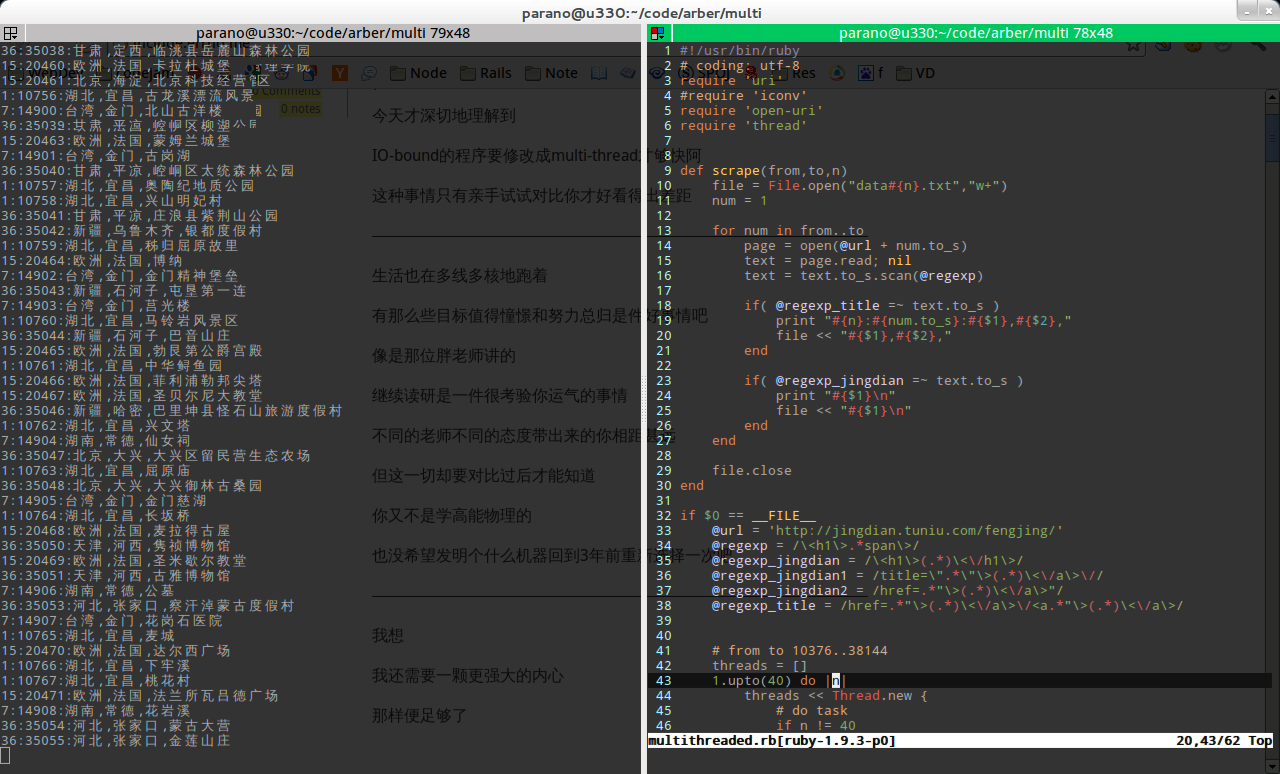 parano@u330:~/code/arber/multi
parano@u330:~/code/arber/multi 79x48
36:35038:甘肃,定西,临洮县岳麓山森林公园
15:20460:欧洲,法国,卡拉杜城堡
15:20461:北京,海淀,北京科技经营管区
1:10756:湖北,宜昌,古龙溪漂流风景
7:14900:台湾,金门,北山古洋楼
36:35039:甘肃,平凉,崆峒区柳湖公园
15:20463:欧洲,法国,蒙姆兰城堡
7:14901:台湾,金门,古岗湖
36:35040:甘肃,平凉,崆峒区太统森林公园
1:10757:湖北,宜昌,奥陶纪地质公园
1:10758:湖北,宜昌,兴山明妃村
36:35041:甘肃,平凉,庄浪县紫荆山公园
36:35042:新疆,乌鲁木齐,银都度假村
1:10759:湖北,宜昌,秭归屈原故里
15:20464:欧洲,法国,博纳
7:14902:台湾,金门,金门精神堡垒
36:35043:新疆,石河子,屯垦第一连
7:14903:台湾,金门,莒光楼
1:10760:湖北,宜昌,马铃岩风景区
36:35044:新疆,石河子,巴音山庄
15:20465:欧洲,法国,勃艮第公爵宫殿
1:10761:湖北,宜昌,中华鲟鱼园
15:20466:欧洲,法国,菲利浦勒邦尖塔
15:20467:欧洲,法国,圣贝尔尼大教堂
36:35046:新疆,哈密,巴里坤县怪石山旅游度假村
1:10762:湖北,宜昌,兴文塔
7:14904:湖南,常德,仙女祠
36:35047:北京,大兴,大兴区留民营生态农场
1:10763:湖北,宜昌,屈原庙
36:35048:北京,大兴,大兴御林古桑园
7:14905:台湾,金门,金门慈湖
1:10764:湖北,宜昌,长坂桥
15:20468:欧洲,法国,麦拉得古屋
36:35050:天津,河西,隽祯博物馆
15:20469:欧洲,法国,圣米歇尔教堂
36:35051:天津,河西,古雅博物馆
7:14906:湖南,常德,公墓
36:35053:河北,张家口,察汗淖蒙古度假村
7:14907:台湾,金门,花岗石医院
1:10765:湖北,宜昌,麦城
15:20470:欧洲,法国,达尔西广场
1:10766:湖北,宜昌,下牢溪
1:10767:湖北,宜昌,桃花村
15:20471:欧洲,法国,法兰所瓦吕德广场
7:14908:湖南,常德,花岩溪
36:35054:河北,张家口,蒙古大营
36:35055:河北,张家口,金莲山庄
Node
Rails
Note
Res
f
VD
0 Comments
0 notes
今天才深切地理解到
IO-bound的程序要修改成multi-thread才够快阿
这种事情只有亲手试试对比你才好看得出差距
生活也在多线多核地跑着
有那么些目标值得憧憬和努力总归是件好事情吧
像是那位胖老师讲的
继续读研是一件很考验你运气的事情
不同的老师不同的态度带出来的你相距甚远
但这一切却要对比过后才能知道
你又不是学高能物理的
也没希望发明个什么机器回到3年前重新选择一次吧
我想
我还需要一颗更强大的内心
那样便足够了
parano@u330:~/code/arber/multi 78x48
1 #!/usr/bin/ruby
2 # coding: utf-8
3 require 'uri'
4 #require 'iconv'
5 require 'open-uri'
6 require 'thread'
7
8
9 def scrape(from,to,n)
10     file = File.open("data#{n}.txt","w+")
11     num = 1
12
13     for num in from..to
14         page = open(@url + num.to_s)
15         text = page.read; nil
16         text = text.to_s.scan(@regexp)
17
18         if( @regexp_title =~ text.to_s )
19             print "#{n}:#{num.to_s}:#{$1},#{$2},"
20             file << "#{$1},#{$2},"
21         end
22
23         if( @regexp_jingdian =~ text.to_s )
24             print "#{$1}\n"
25             file << "#{$1}\n"
26         end
27     end
28
29     file.close
30 end
31
32 if $0 == __FILE__
33     @url = 'http://jingdian.tuniu.com/fengjing/'
34     @regexp = /\<h1\>.*span\>/
35     @regexp_jingdian = /\<h1\>(.*)\<\/h1\>/
36     @regexp_jingdian1 = /title=\".*\"\>(.*)\<\/a\>\//
37     @regexp_jingdian2 = /href=.*"\>(.*)\<\/a\>"/
38     @regexp_title = /href=.*"\>(.*)\<\/a\>\/<a.*"\>(.*)\<\/a\>/
39
40
41     # from to 10376..38144
42     threads = []
43     1.upto(40) do |n|
44         threads << Thread.new {
45             # do task
46             if n != 40
multithreaded.rb[ruby-1.9.3-p0] 20,43/62 Top